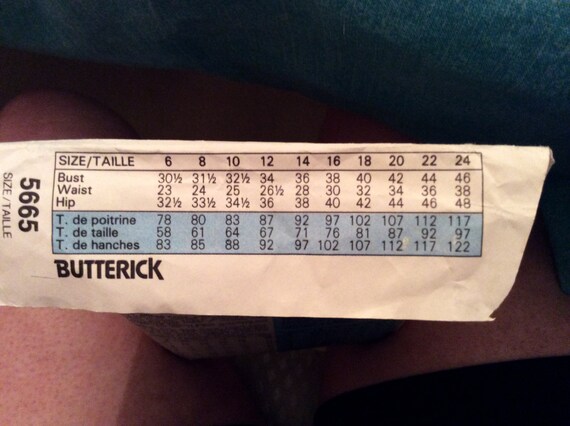 5665
SIZE/TAILLE
SIZE/TAILLE 6 8 10 12 14 16 18 20 22 24
Bust 30½ 31½ 32½ 34 36 38 40 42 44 46
Waist 23 24 25 26½ 28 30 32 34 36 38
Hip 32½ 33½ 34½ 36 38 40 42 44 46 48
T. de poitrine 78 80 83 87 92 97 102 107 112 117
T. de taille 58 61 64 67 71 76 81 87 92 97
T. de hanches 83 85 88 92 97 102 107 112 117 122
BUTTERICK